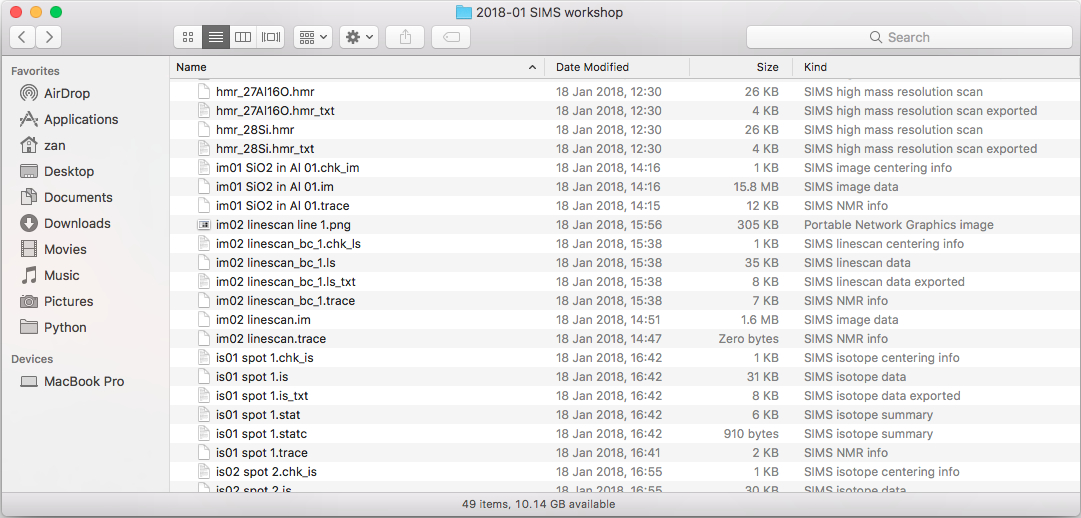 2018-01 SIMS workshop
Search
Favorites
AirDrop
Applications
zan
Desktop
Documents
Downloads
Movies
Music
Pictures
Python
Devices
MacBook Pro
Name Date Modified Size Kind
hmr_27Al16O.hmr 18 Jan 2018, 12:30 26 KB SIMS high mass resolution scan
hmr_27Al16O.hmr_txt 18 Jan 2018, 12:30 4 KB SIMS high mass resolution scan exported
hmr_28Si.hmr 18 Jan 2018, 12:30 26 KB SIMS high mass resolution scan
hmr_28Si.hmr_txt 18 Jan 2018, 12:30 4 KB SIMS high mass resolution scan exported
im01 SiO2 in Al 01.chk_im 18 Jan 2018, 14:16 1 KB SIMS image centering info
im01 SiO2 in Al 01.im 18 Jan 2018, 14:16 15.8 MB SIMS image data
im01 SiO2 in Al 01.trace 18 Jan 2018, 14:15 12 KB SIMS NMR info
im02 linescan line 1.png 18 Jan 2018, 15:56 305 KB Portable Network Graphics image
im02 linescan_bc_1.chk_ls 18 Jan 2018, 15:38 1 KB SIMS linescan centering info
im02 linescan_bc_1.ls 18 Jan 2018, 15:38 35 KB SIMS linescan data
im02 linescan_bc_1.ls_txt 18 Jan 2018, 15:38 8 KB SIMS linescan data exported
im02 linescan_bc_1.trace 18 Jan 2018, 15:38 7 KB SIMS NMR info
im02 linescan.im 18 Jan 2018, 14:51 1.6 MB SIMS image data
im02 linescan.trace 18 Jan 2018, 14:47 Zero bytes SIMS NMR info
is01 spot 1.chk_is 18 Jan 2018, 16:42 1 KB SIMS isotope centering info
is01 spot 1.is 18 Jan 2018, 16:42 31 KB SIMS isotope data
is01 spot 1.is_txt 18 Jan 2018, 16:42 8 KB SIMS isotope data exported
is01 spot 1.stat 18 Jan 2018, 16:42 6 KB SIMS isotope summary
is01 spot 1.statc 18 Jan 2018, 16:42 910 bytes SIMS isotope summary
is01 spot 1.trace 18 Jan 2018, 16:41 2 KB SIMS NMR info
is02 spot 2.chk_is 18 Jan 2018, 16:55 1 KB SIMS isotope centering info
is02 spot 2.is 18 Jan 2018, 16:55 30 KB SIMS isotope data
49 items, 10.14 GB available